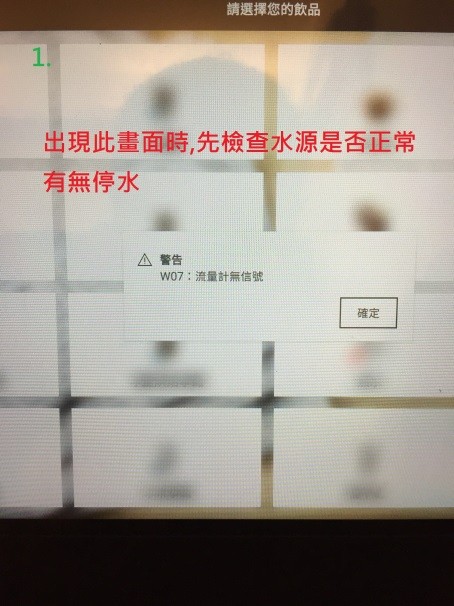 請選擇您的飲品
1.
出現此畫面時,先檢查水源是否正常
有無停水
警告
W07：流量計無信號
確定